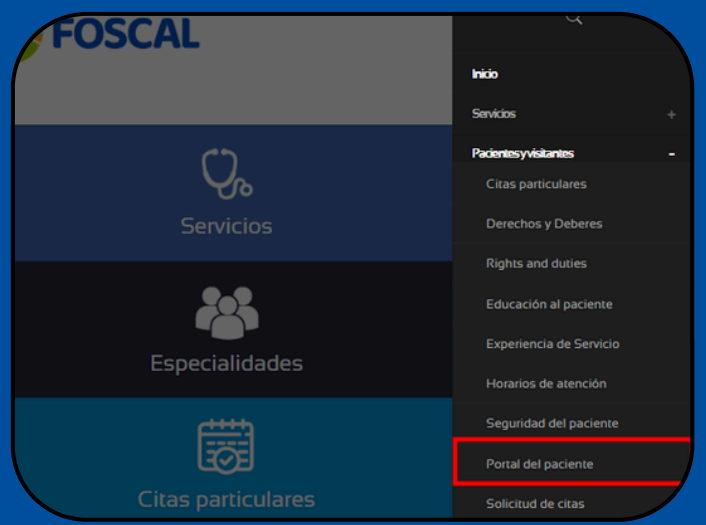 FOSCAL
Servicios
Especialidades
Citas particulares
Inicio
Servicios +
Pacientes y visitantes -
Citas particulares
Derechos y Deberes
Rights and duties
Educación al paciente
Experiencia de Servicio
Horarios de atención
Seguridad del paciente
Portal del paciente
Solicitud de citas